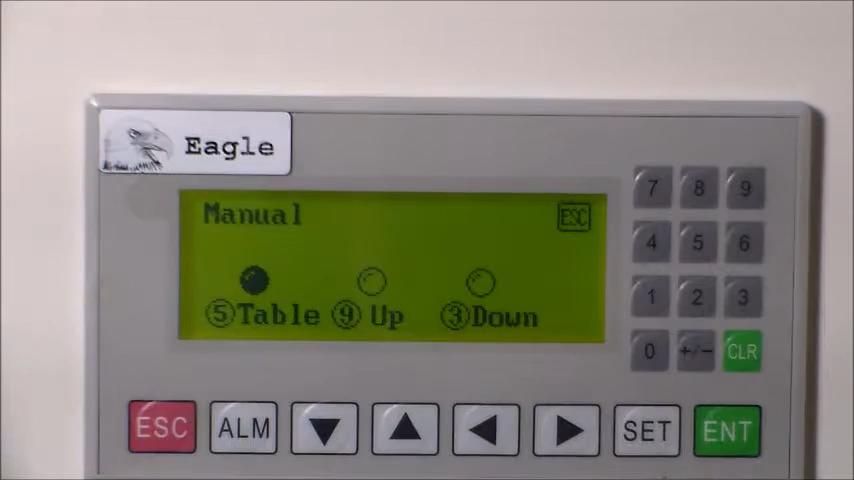 Eagle
Manual ESC
⑤Table ⑨Up ③Down
7 8 9
4 5 6
1 2 3
0 +/- CLR
ESC ALM ▼ ▲ ◀ ▶ SET ENT